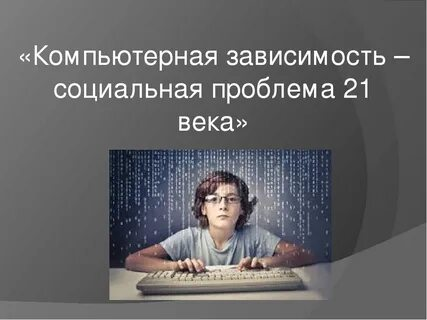 «Компьютерная зависимость –
социальная проблема 21
века»